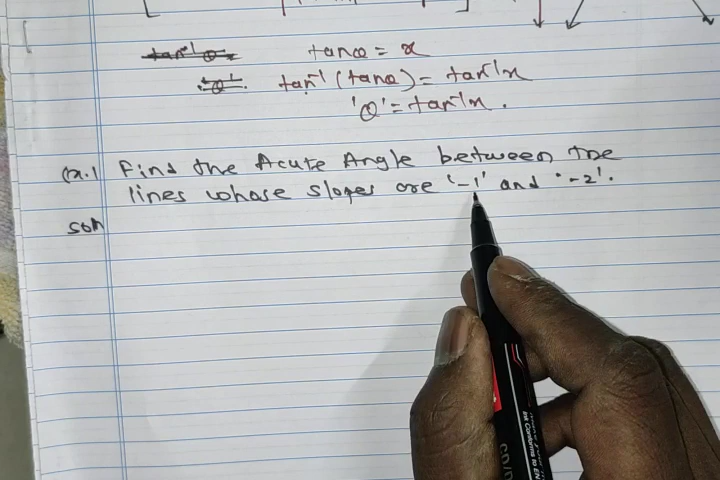 tanθ = x
tan⁻¹(tanθ) = tan⁻¹x
'θ' = tan⁻¹x.
Ex.1 Find the Acute Angle between the
lines whose slopes are '-1' and '-2'.
soln